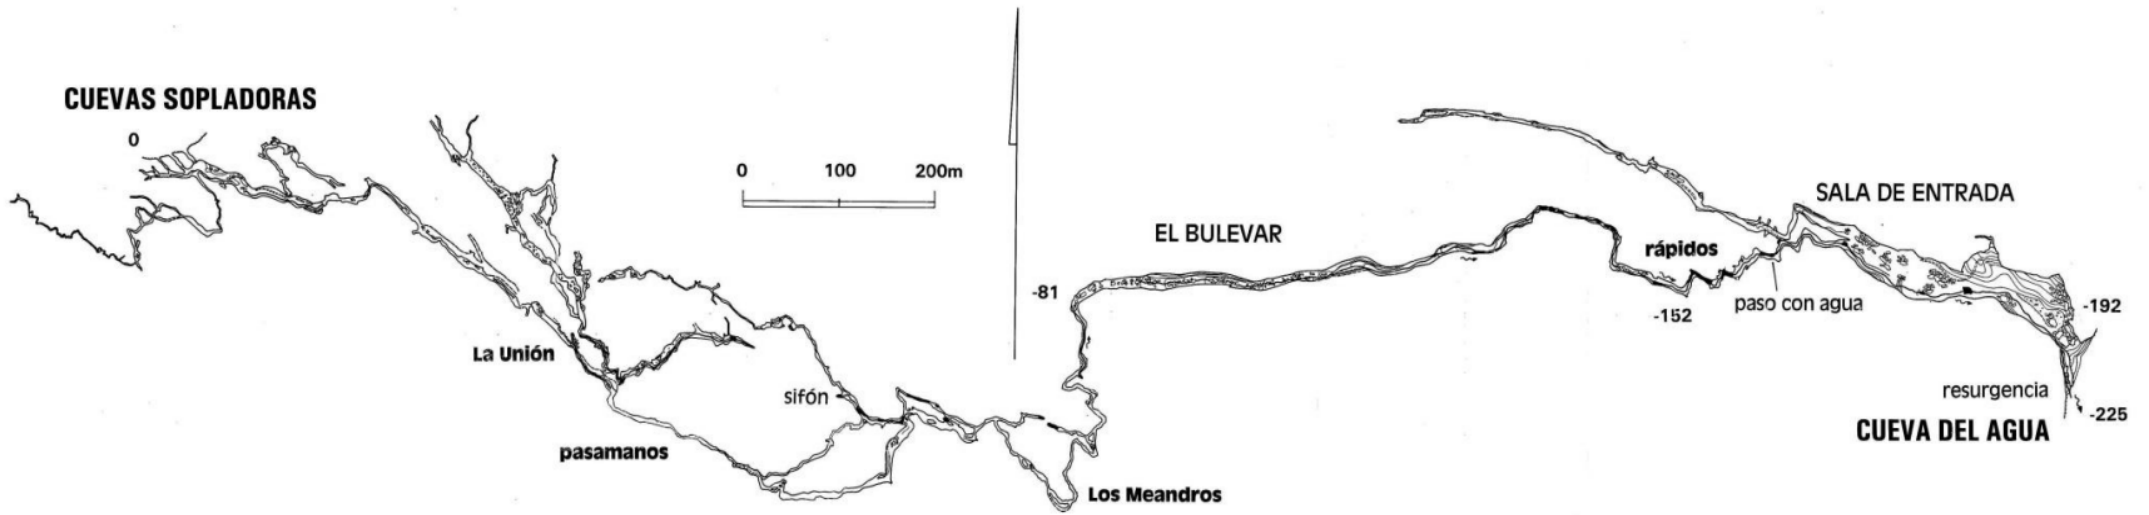 CUEVAS SOPLADORAS
0
0 100 200m
SALA DE ENTRADA
EL BULEVAR
rápidos
-81
paso con agua
-192
-152
La Unión
sifón
resurgencia
-225
CUEVA DEL AGUA
pasamanos
Los Meandros